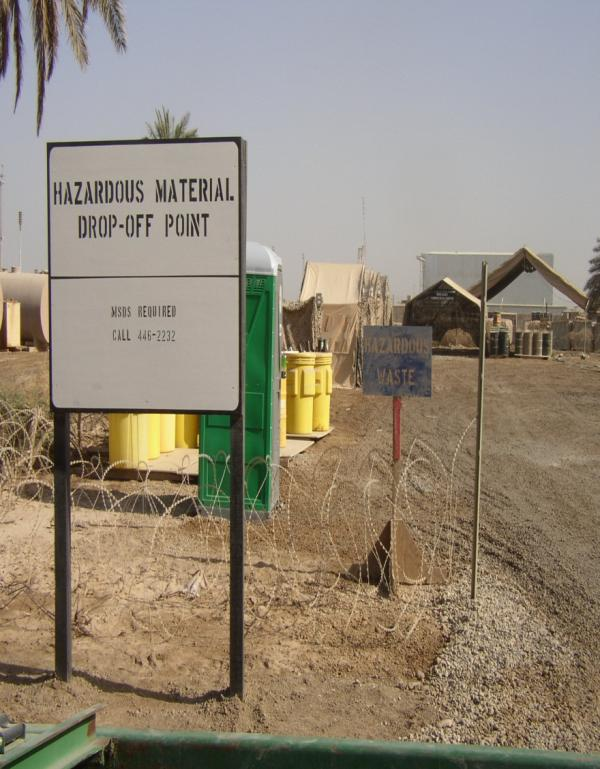 HAZARDOUS MATERIAL
DROP-OFF POINT
MSDS REQUIRED
CALL 446-2232
HAZARDOUS
WASTE